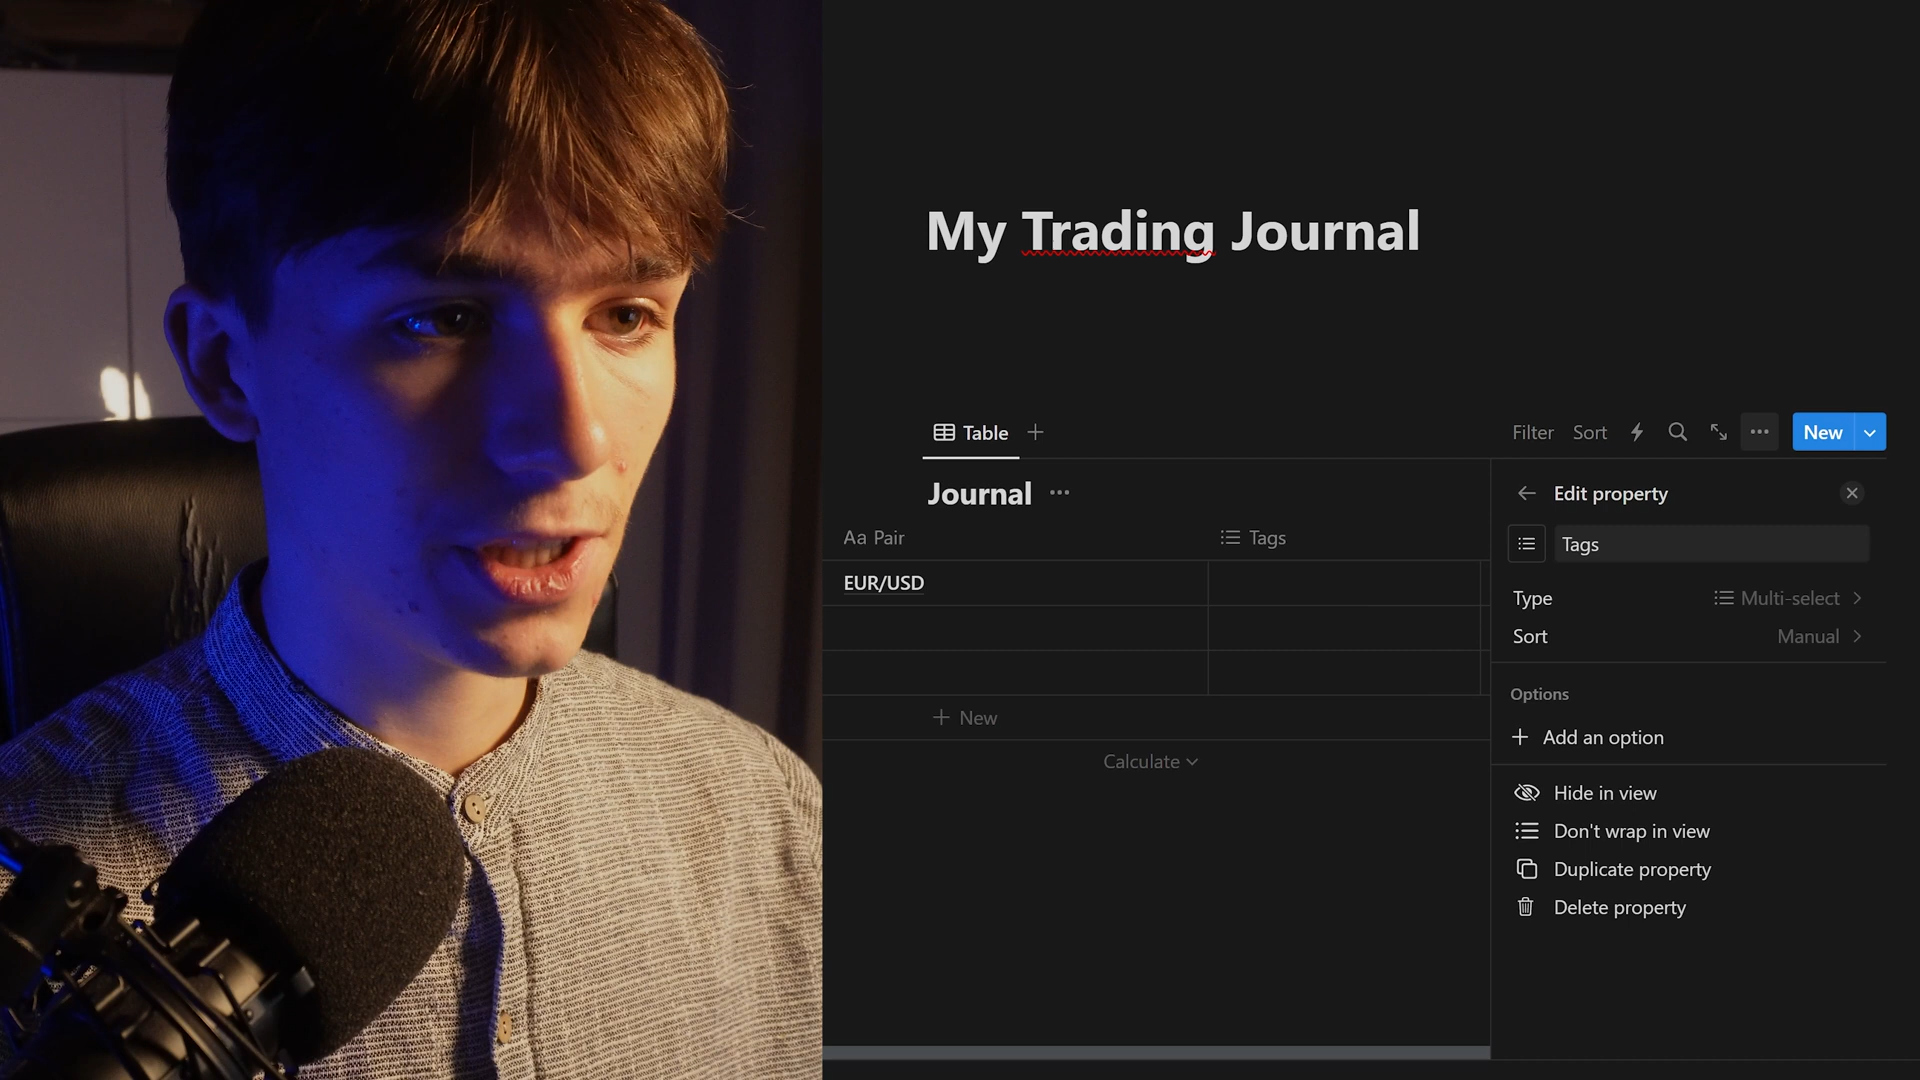 My Trading Journal
Table
Filter Sort New
Journal
Edit property
Aa Pair Tags
Tags
EUR/USD
Type Multi-select
Sort Manual
Options
New
Add an option
Calculate
Hide in view
Don't wrap in view
Duplicate property
Delete property